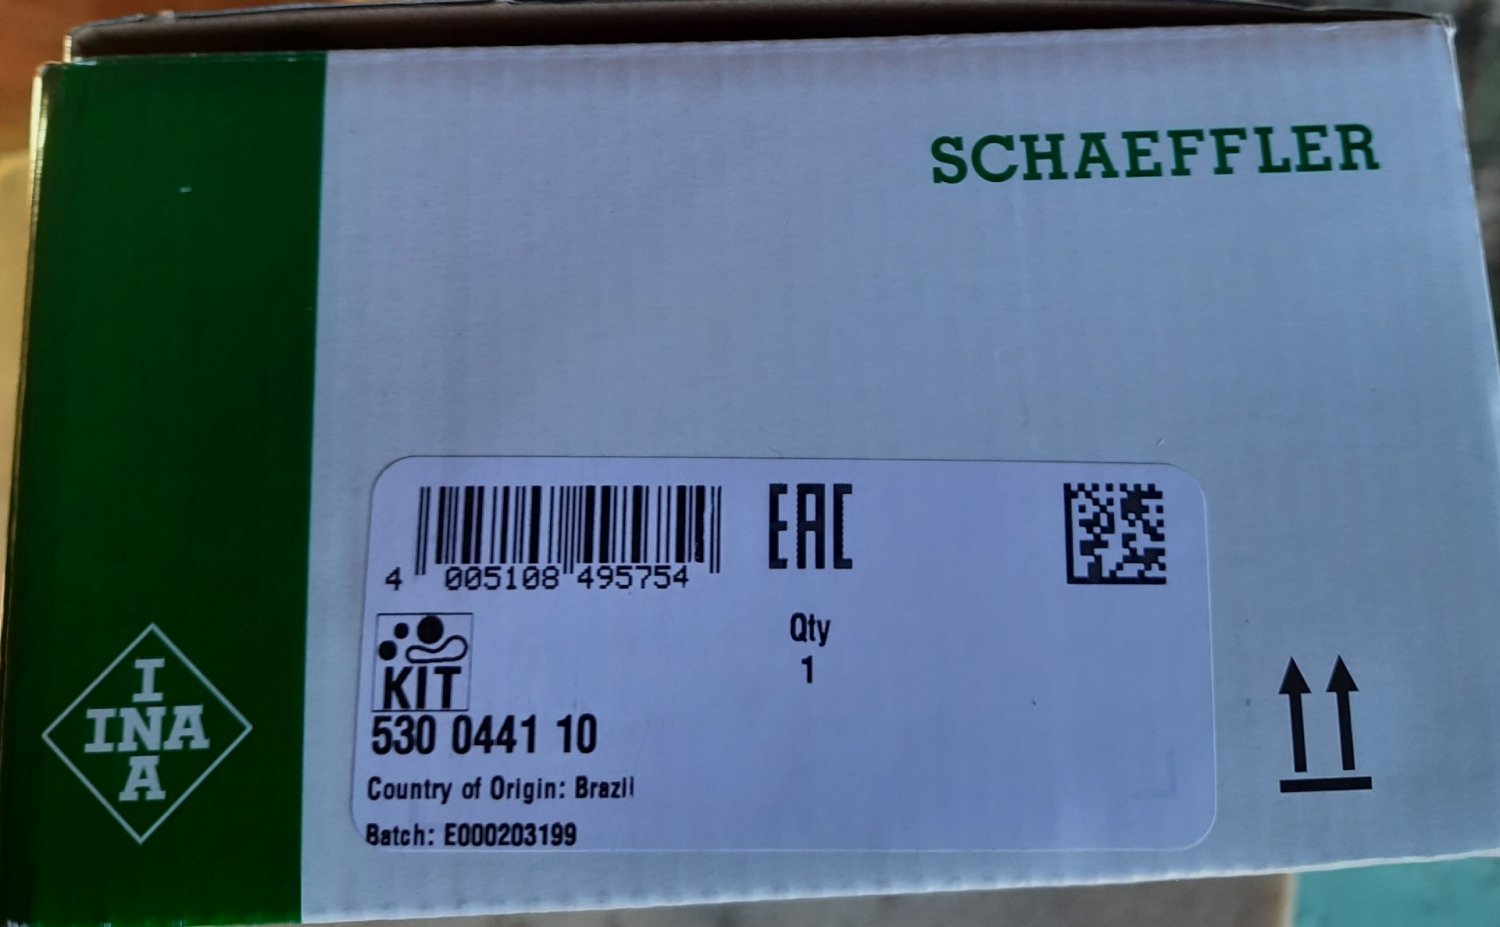 SCHAEFFLER
4 005108 495754
EAC
Qty
1
KIT
530 0441 10
Country of Origin: Brazil
Batch: E000203199
I
INA
A